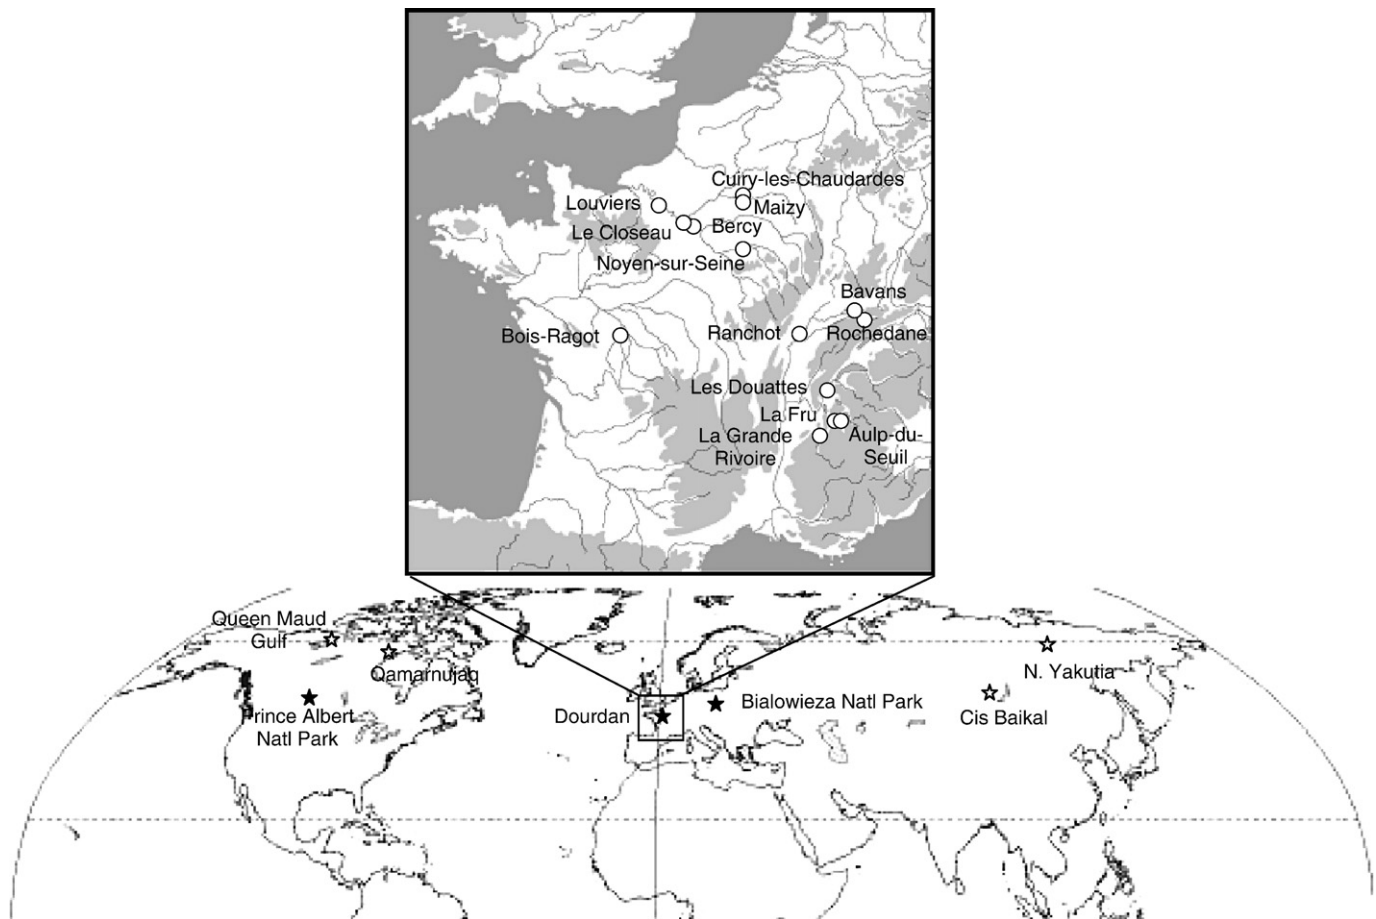 Cuiry-les-Chaudardes
Louviers
Maizy
Le Closeau
Bercy
Noyen-sur-Seine
Bavans
Bois-Ragot
Ranchot
Rochedane
Les Douattes
La Fru
La Grande
Rivoire
Aulp-du-
Seuil
Queen Maud
Gulf
Qamarnujaq
Prince Albert
Natl Park
Dourdan
Bialowieza Natl Park
N. Yakutia
Cis Baikal